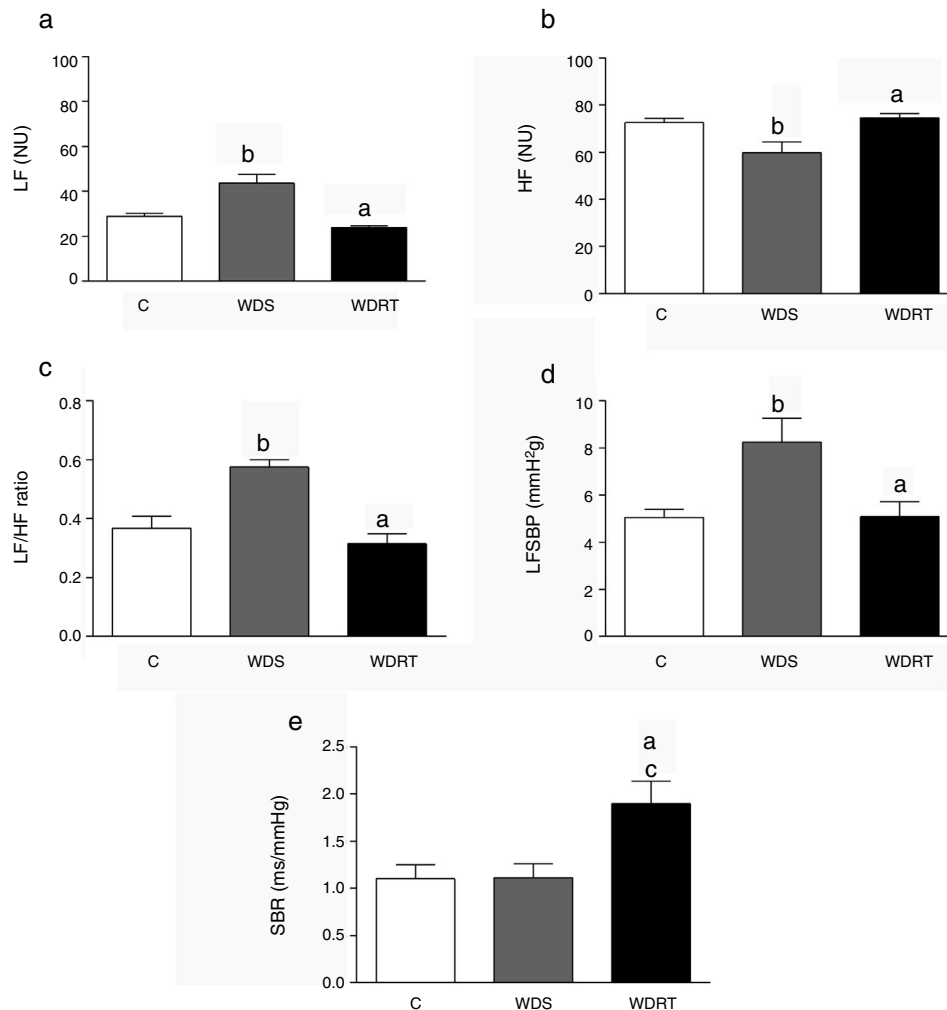 a
LF (NU)
100
80
60
40
20
0
b
a
C WDS WDRT
b
HF (NU)
100
80
60
40
20
0
b
a
C WDS WDRT
c
LF/HF ratio
0.8
0.6
0.4
0.2
0.0
b
a
C WDS WDRT
d
LFSBP (mmH²g)
10
8
6
4
2
0
b
a
C WDS WDRT
e
SBR (ms/mmHg)
2.5
2.0
1.5
1.0
0.5
0.0
a
c
C WDS WDRT